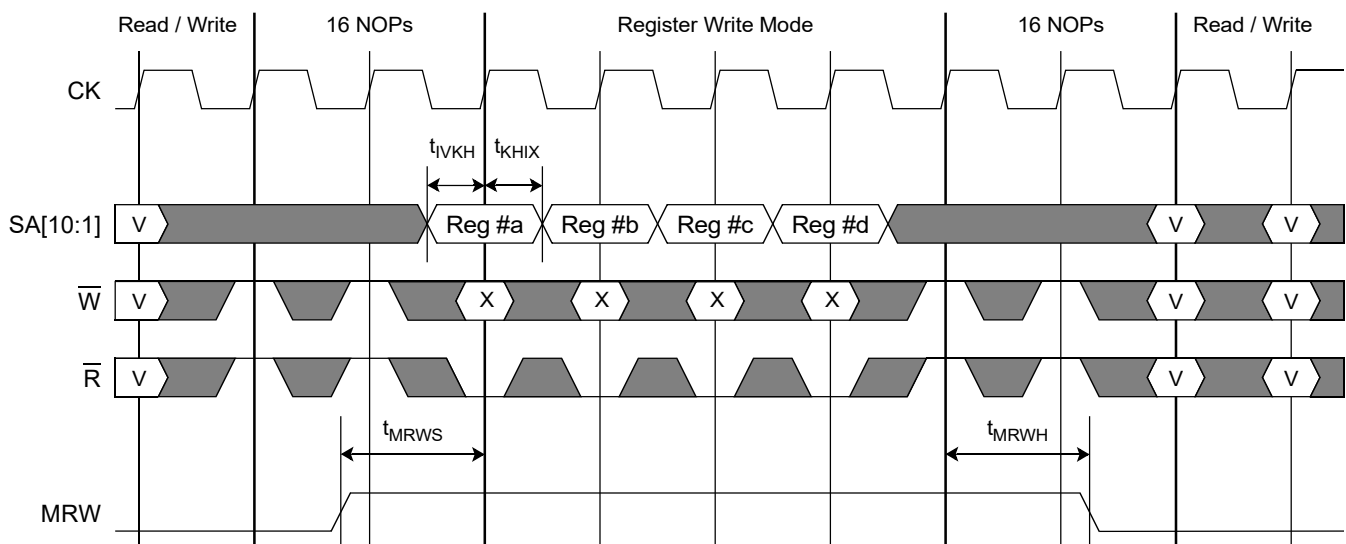 Read / Write 16 NOPs Register Write Mode 16 NOPs Read / Write
CK
tIVKH tKHIX
SA[10:1] V Reg #a Reg #b Reg #c Reg #d V V
W V X X X X V V
R V V V
tMRWS tMRWH
MRW